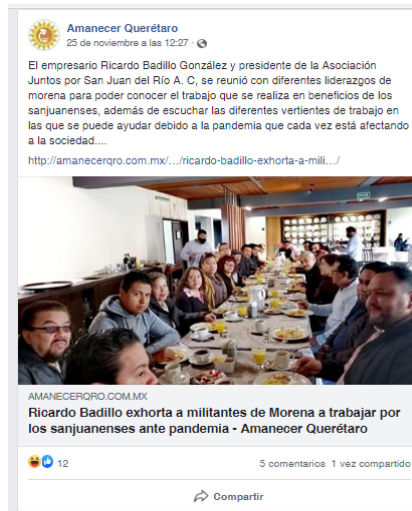 Amanecer Querétaro
25 de noviembre a las 12:27 ·
El empresario Ricardo Badillo González y presidente de la Asociación
Juntos por San Juan del Río A. C, se reunió con diferentes liderazgos de
morena para poder conocer el trabajo que se realiza en beneficios de los
sanjuanenses, además de escuchar las diferentes vertientes de trabajo en
las que se puede ayudar debido a la pandemia que cada vez está afectando
a la sociedad....
http://amanecerqro.com.mx/.../ricardo-badillo-exhorta-a-mili.../
AMANECERQRO.COM.MX
Ricardo Badillo exhorta a militantes de Morena a trabajar por
los sanjuanenses ante pandemia - Amanecer Querétaro
12
5 comentarios 1 vez compartido
Compartir